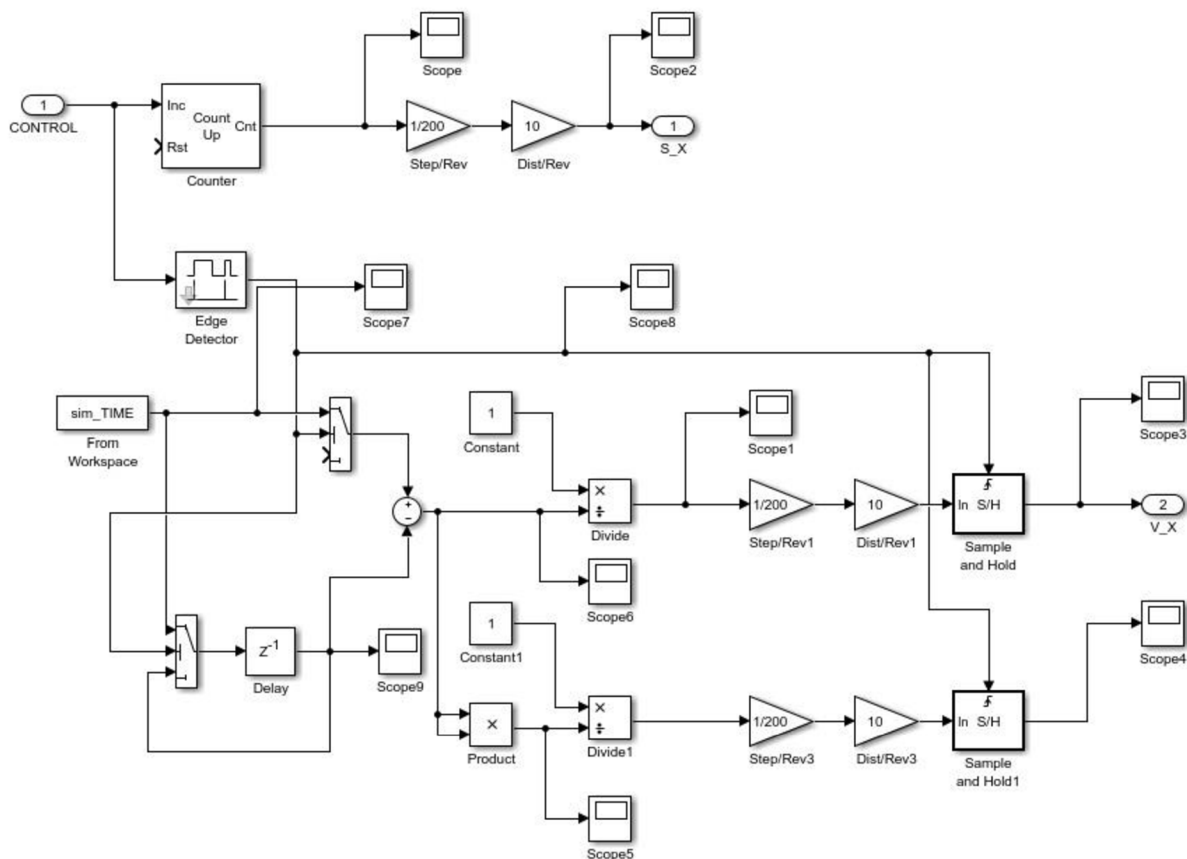 Scope
Scope2
1
CONTROL
Inc
Rst
Count
Up
Cnt
Counter
1/200
Step/Rev
10
Dist/Rev
1
S_X
Edge
Detector
Scope7
Scope8
sim_TIME
From
Workspace
1
Constant
Scope1
Scope3
+
−
×
÷
Divide
1/200
Step/Rev1
10
Dist/Rev1
In S/H
Sample
and Hold
2
V_X
Scope6
1
Constant1
Z-1
Delay
Scope9
Scope4
×
Product
×
÷
Divide1
1/200
Step/Rev3
10
Dist/Rev3
In S/H
Sample
and Hold1
Scope5